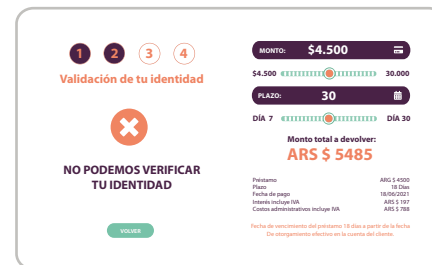 1 2 3 4
Validación de tu identidad
NO PODEMOS VERIFICAR
TU IDENTIDAD
VOLVER
MONTO: $4.500
$4.500 30.000
PLAZO: 30
DÍA 7 DÍA 30
Monto total a devolver:
ARS $ 5485
Préstamo ARG $ 4500
Plazo 18 Días
Fecha de pago 18/06/2021
Interés incluye IVA ARS $ 197
Costos administrativos incluye IVA ARS $ 788
Fecha de vencimiento del préstamo 18 días a partir de la fecha
De otorgamiento efectivo en la cuenta del cliente.